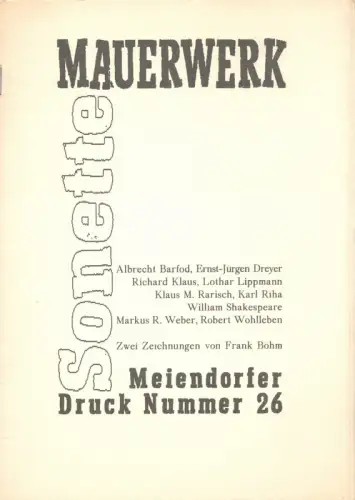 MAUERWERK
Sonette
Albrecht Barfod, Ernst-Jürgen Dreyer
Richard Klaus, Lothar Lippmann
Klaus M. Rarisch, Karl Riha
William Shakespeare
Markus R. Weber, Robert Wohlleben
Zwei Zeichnungen von Frank Böhm
Meiendorfer
Druck Nummer 26